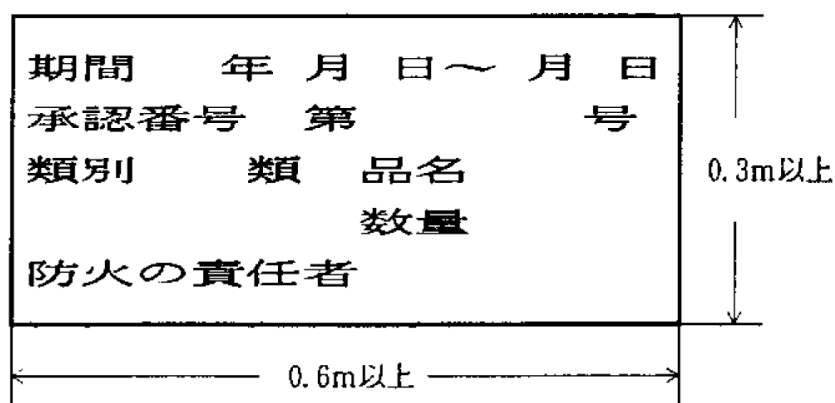 期間 年 月 日～ 月 日
承認番号 第 号
類別 類 品名
数量
防火の責任者
0.3m以上
0.6m以上